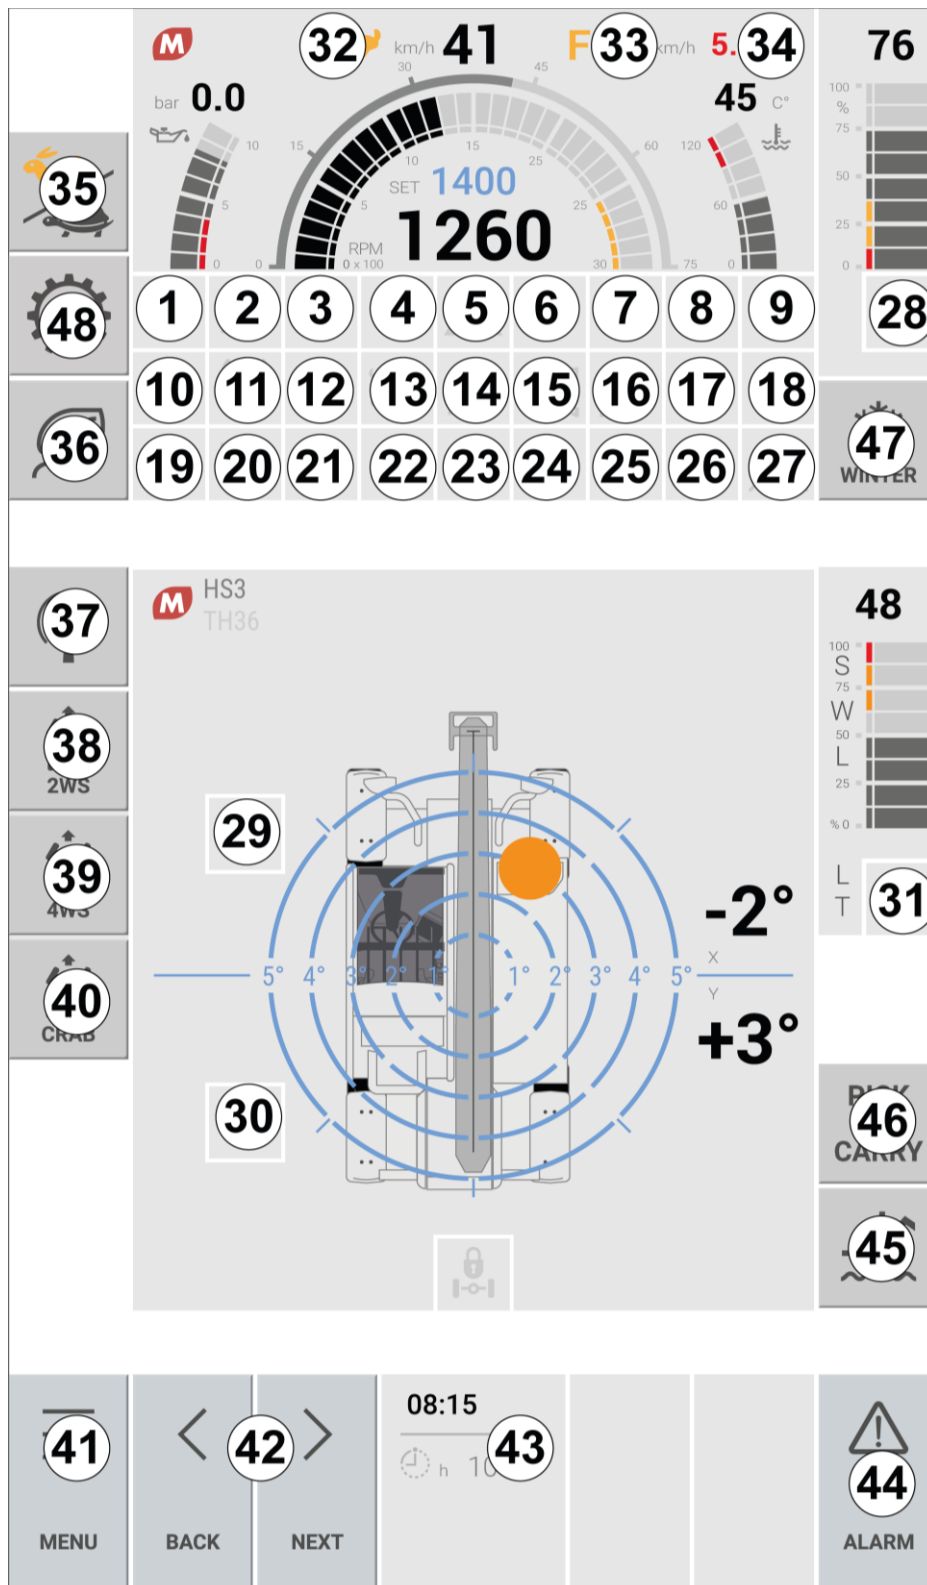 M 32 km/h 41 F 33 km/h 5. 34 76
30 45
bar 0.0 45 C°
100
%
75
50
25
0
10 15 10 15 25 60 120
35
SET 1400
5 5 25 60
RPM 1260
0 0 0 x 100 30 75 0
48
1 2 3 4 5 6 7 8 9 28
10 11 12 13 14 15 16 17 18
36 47
19 20 21 22 23 24 25 26 27 WINTER
M HS3
TH36
37 48
100
S
75
W
50
L
25
% 0
38
2WS
29
39
4WS
L
T
31
-2°
X
5° 4° 3° 2° 1° 1° 2° 3° 4° 5°
Y
+3°
40
CRAB
30
46
CARRY
45
08:15
41 42 43 h 10 44
MENU BACK NEXT ALARM